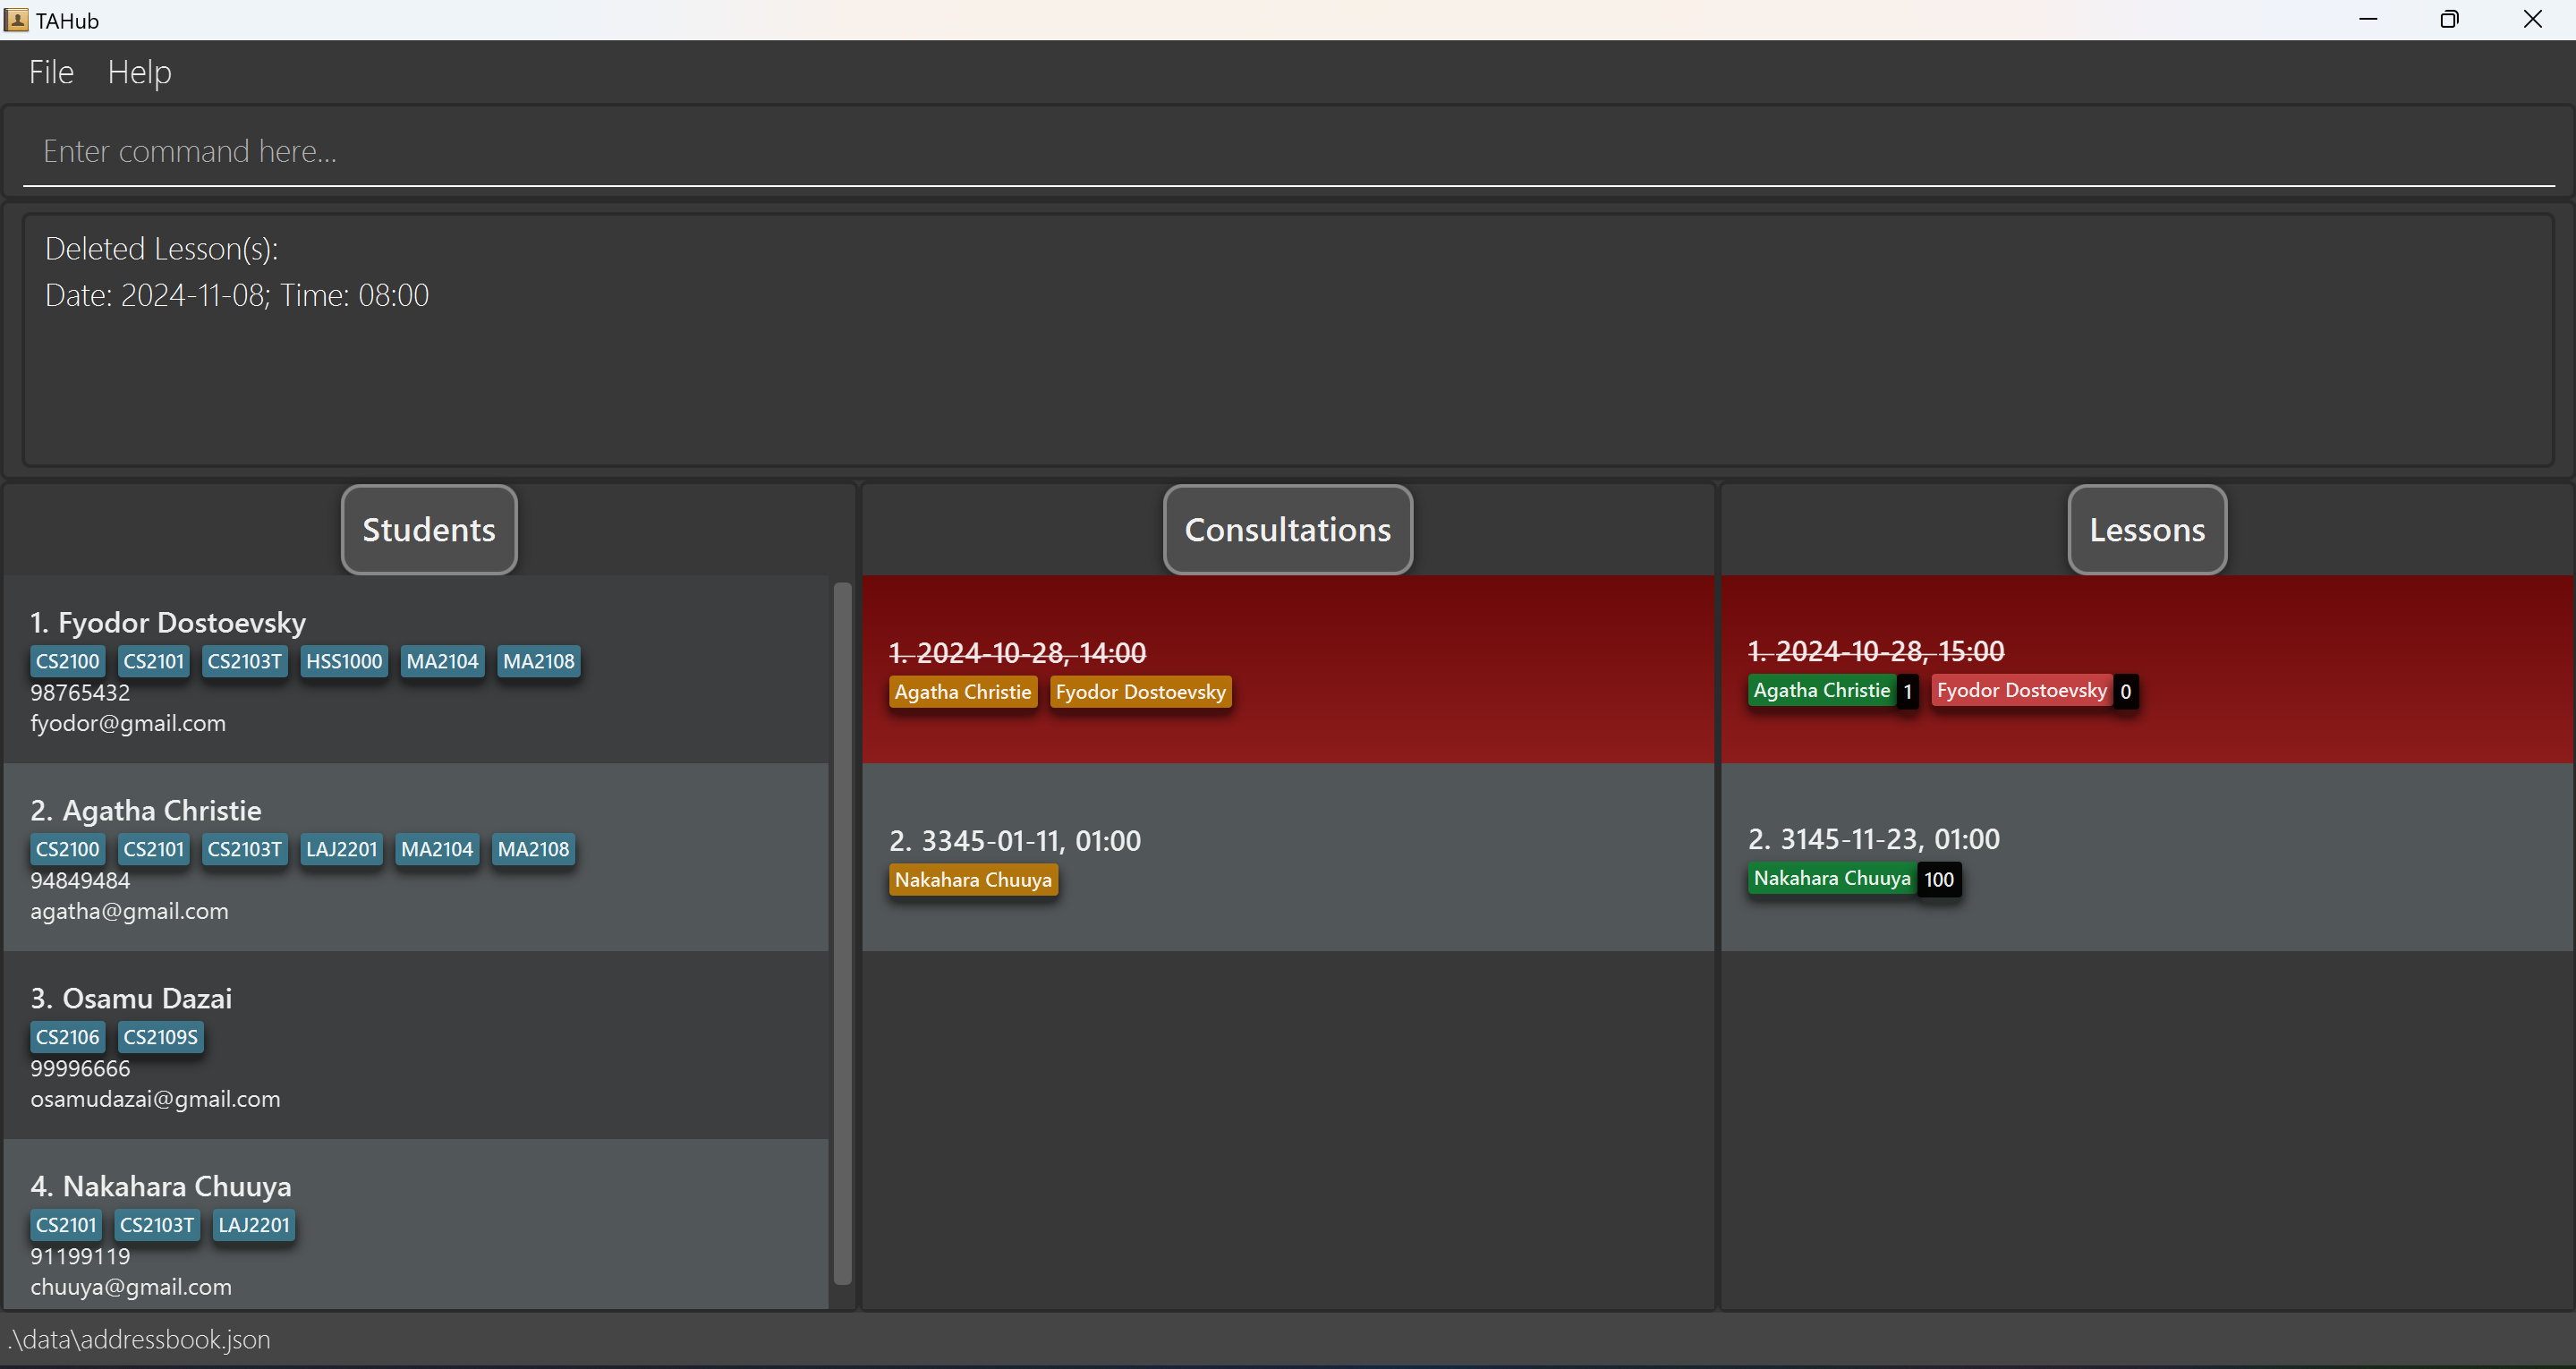 TAHub
File Help
Enter command here...
Deleted Lesson(s):
Date: 2024-11-08; Time: 08:00
Students
1. Fyodor Dostoevsky
CS2100 CS2101 CS2103T HSS1000 MA2104 MA2108
98765432
fyodor@gmail.com
2. Agatha Christie
CS2100 CS2101 CS2103T LAJ2201 MA2104 MA2108
94849484
agatha@gmail.com
3. Osamu Dazai
CS2106 CS2109S
99996666
osamudazai@gmail.com
4. Nakahara Chuuya
CS2101 CS2103T LAJ2201
91199119
chuuya@gmail.com
Consultations
1. 2024-10-28, 14:00
Agatha Christie Fyodor Dostoevsky
2. 3345-01-11, 01:00
Nakahara Chuuya
Lessons
1. 2024-10-28, 15:00
Agatha Christie 1 Fyodor Dostoevsky 0
2. 3145-11-23, 01:00
Nakahara Chuuya 100
.\data\addressbook.json